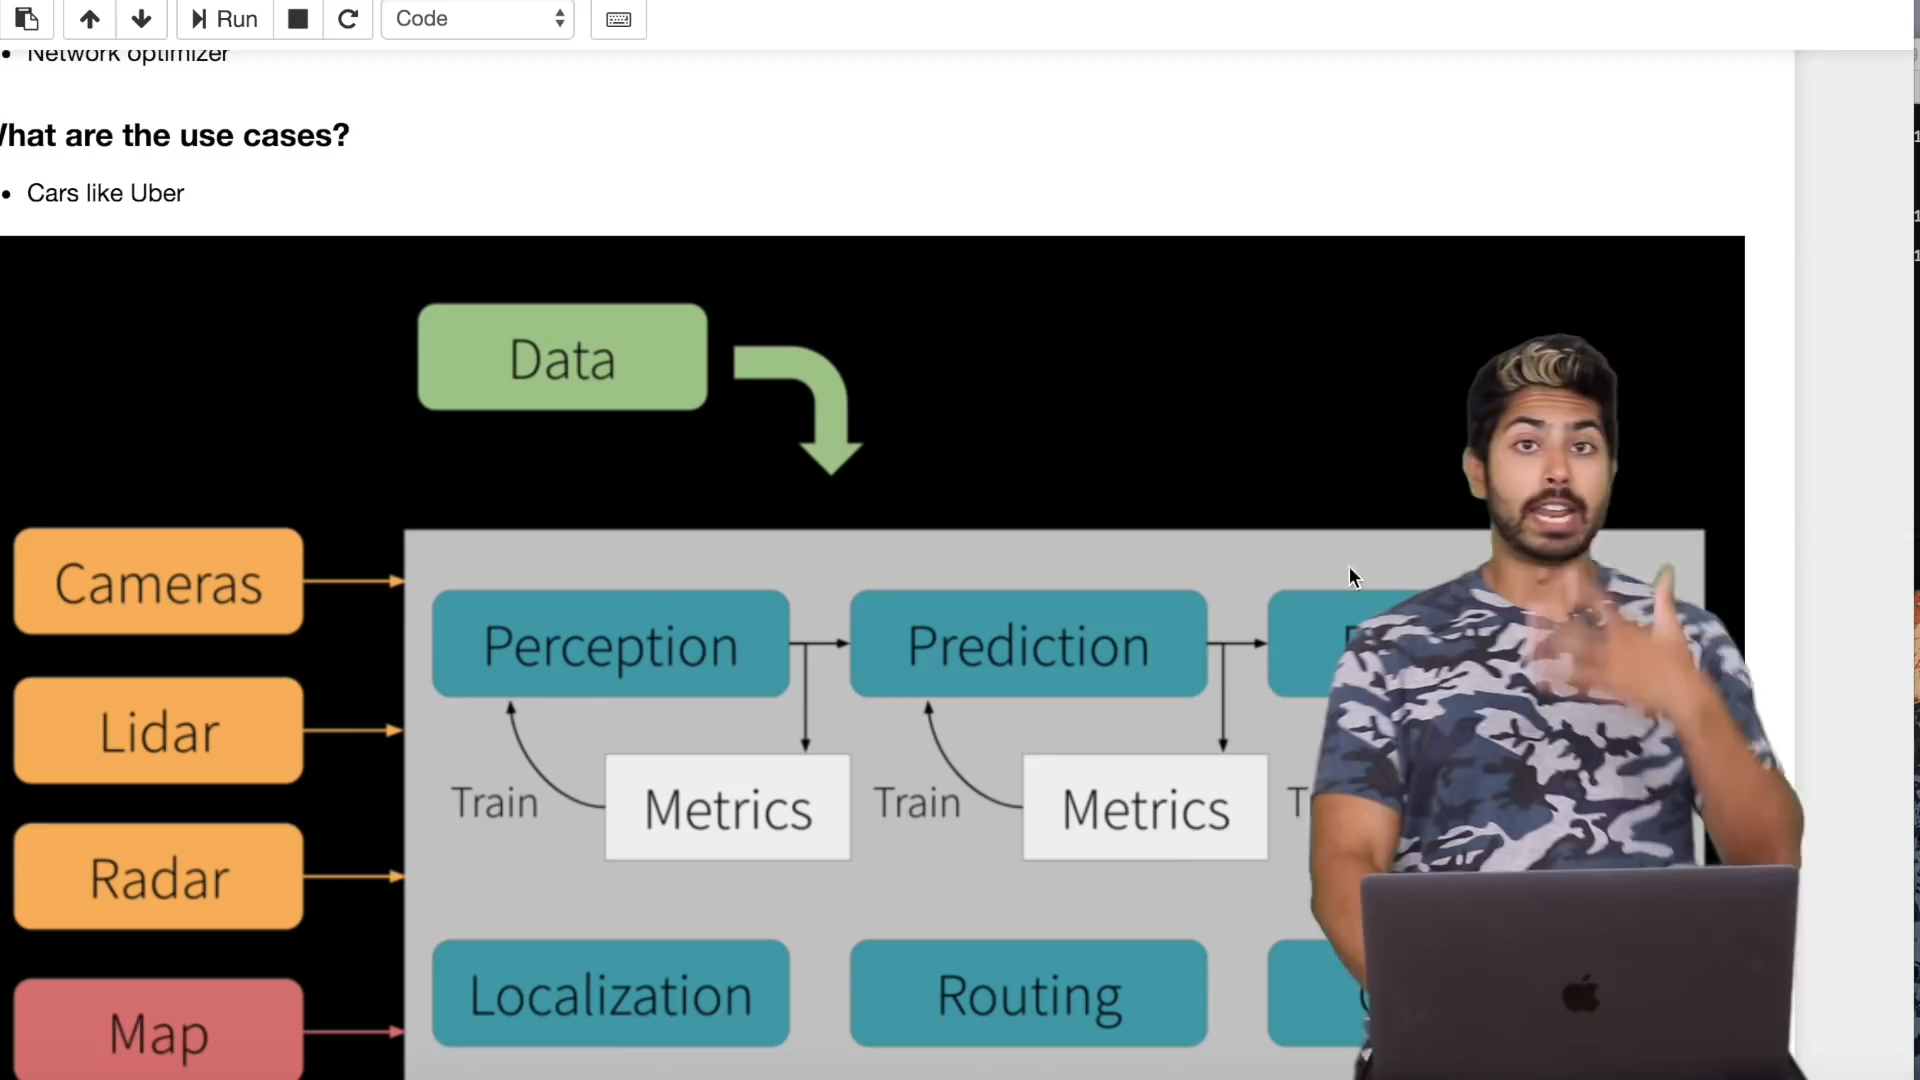 Run
Code
Network optimizer
What are the use cases?
Cars like Uber
Data
Cameras
Perception
Prediction
Lidar
Train
Metrics
Train
Metrics
Radar
Localization
Routing
Map